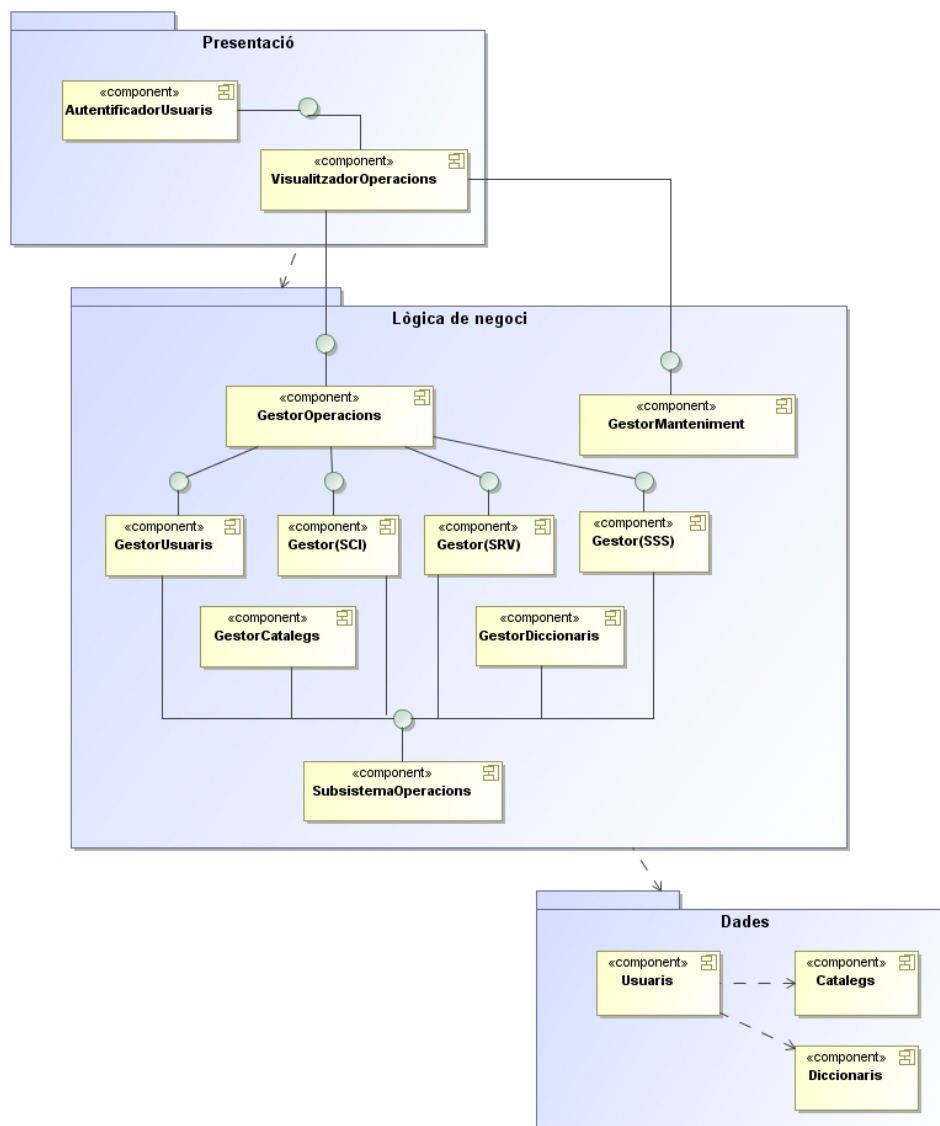 Presentació
«component»
AutentificadorUsuaris
«component»
VisualitzadorOperacions
Lògica de negoci
«component»
GestorOperacions
«component»
GestorManteniment
«component»
GestorUsuaris
«component»
Gestor(SCI)
«component»
Gestor(SRV)
«component»
Gestor(SSS)
«component»
GestorCatalegs
«component»
GestorDiccionaris
«component»
SubsistemaOperacions
Dades
«component»
Usuaris
«component»
Catalegs
«component»
Diccionaris